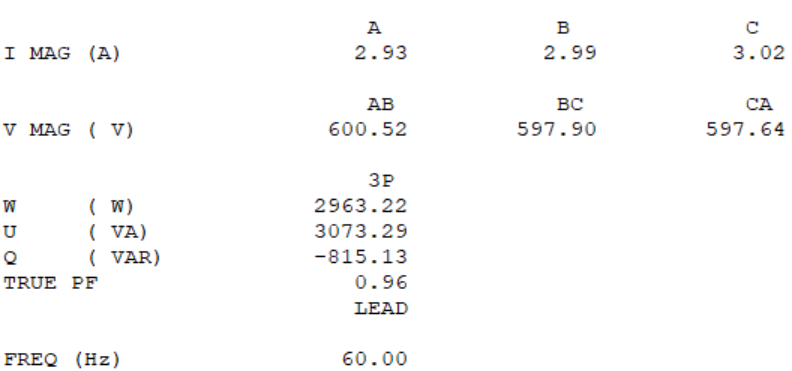 A B C
I MAG (A) 2.93 2.99 3.02
AB BC CA
V MAG ( V) 600.52 597.90 597.64
3P
W ( W) 2963.22
U ( VA) 3073.29
Q ( VAR) -815.13
TRUE PF 0.96
LEAD
FREQ (Hz) 60.00